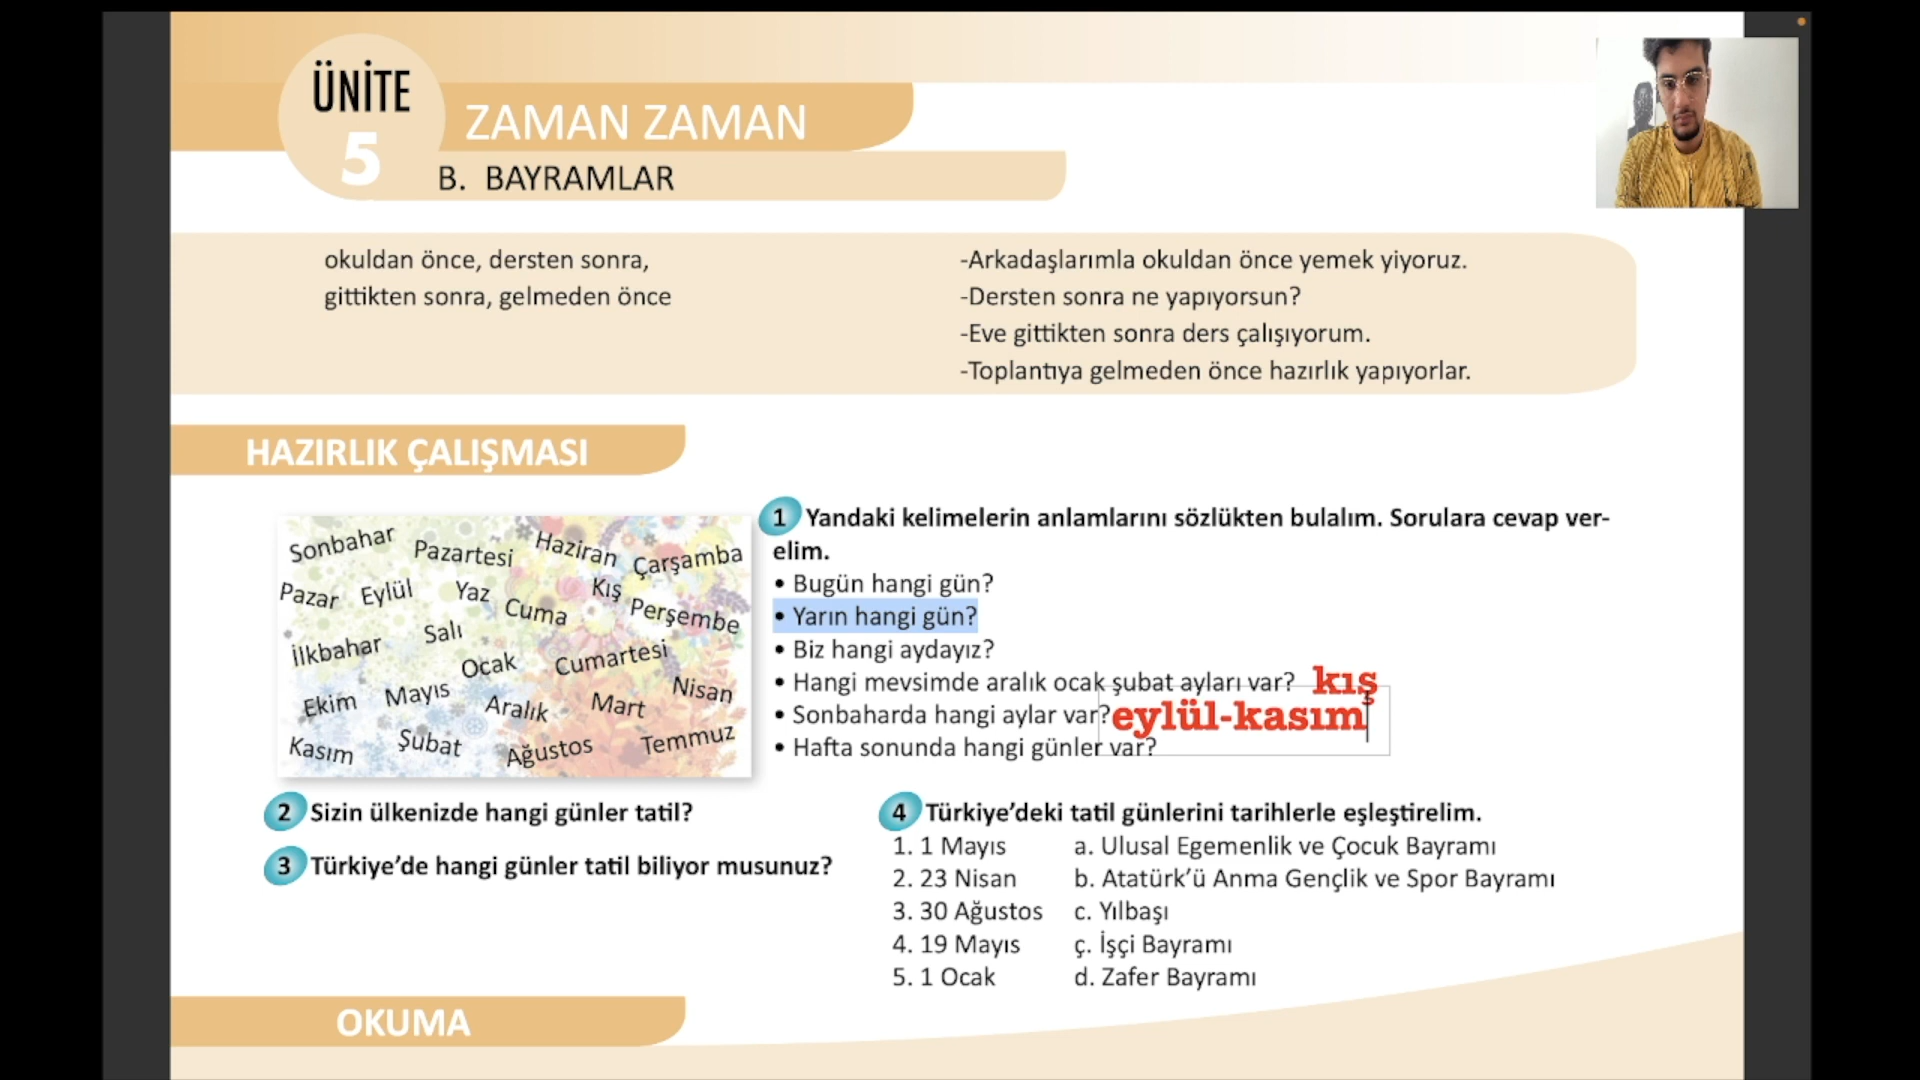 ÜNİTE
5
ZAMAN ZAMAN
B. BAYRAMLAR
okuldan önce, dersten sonra,
gittikten sonra, gelmeden önce
-Arkadaşlarımla okuldan önce yemek yiyoruz.
-Dersten sonra ne yapıyorsun?
-Eve gittikten sonra ders çalışıyorum.
-Toplantıya gelmeden önce hazırlık yapıyorlar.
HAZIRLIK ÇALIŞMASI
Sonbahar Pazartesi Haziran Çarşamba
Pazar Eylül Yaz Cuma Kış Perşembe
İlkbahar Salı Ocak Cumartesi
Ekim Mayıs Aralık Mart Nisan
Kasım Şubat Ağustos Temmuz
1 Yandaki kelimelerin anlamlarını sözlükten bulalım. Sorulara cevap ver-
elim.
• Bugün hangi gün?
• Yarın hangi gün?
• Biz hangi aydayız?
• Hangi mevsimde aralık ocak şubat ayları var? kış
• Sonbaharda hangi aylar var? eylül-kasım
• Hafta sonunda hangi günler var?
2 Sizin ülkenizde hangi günler tatil?
3 Türkiye’de hangi günler tatil biliyor musunuz?
4 Türkiye’deki tatil günlerini tarihlerle eşleştirelim.
1. 1 Mayıs a. Ulusal Egemenlik ve Çocuk Bayramı
2. 23 Nisan b. Atatürk’ü Anma Gençlik ve Spor Bayramı
3. 30 Ağustos c. Yılbaşı
4. 19 Mayıs ç. İşçi Bayramı
5. 1 Ocak d. Zafer Bayramı
OKUMA